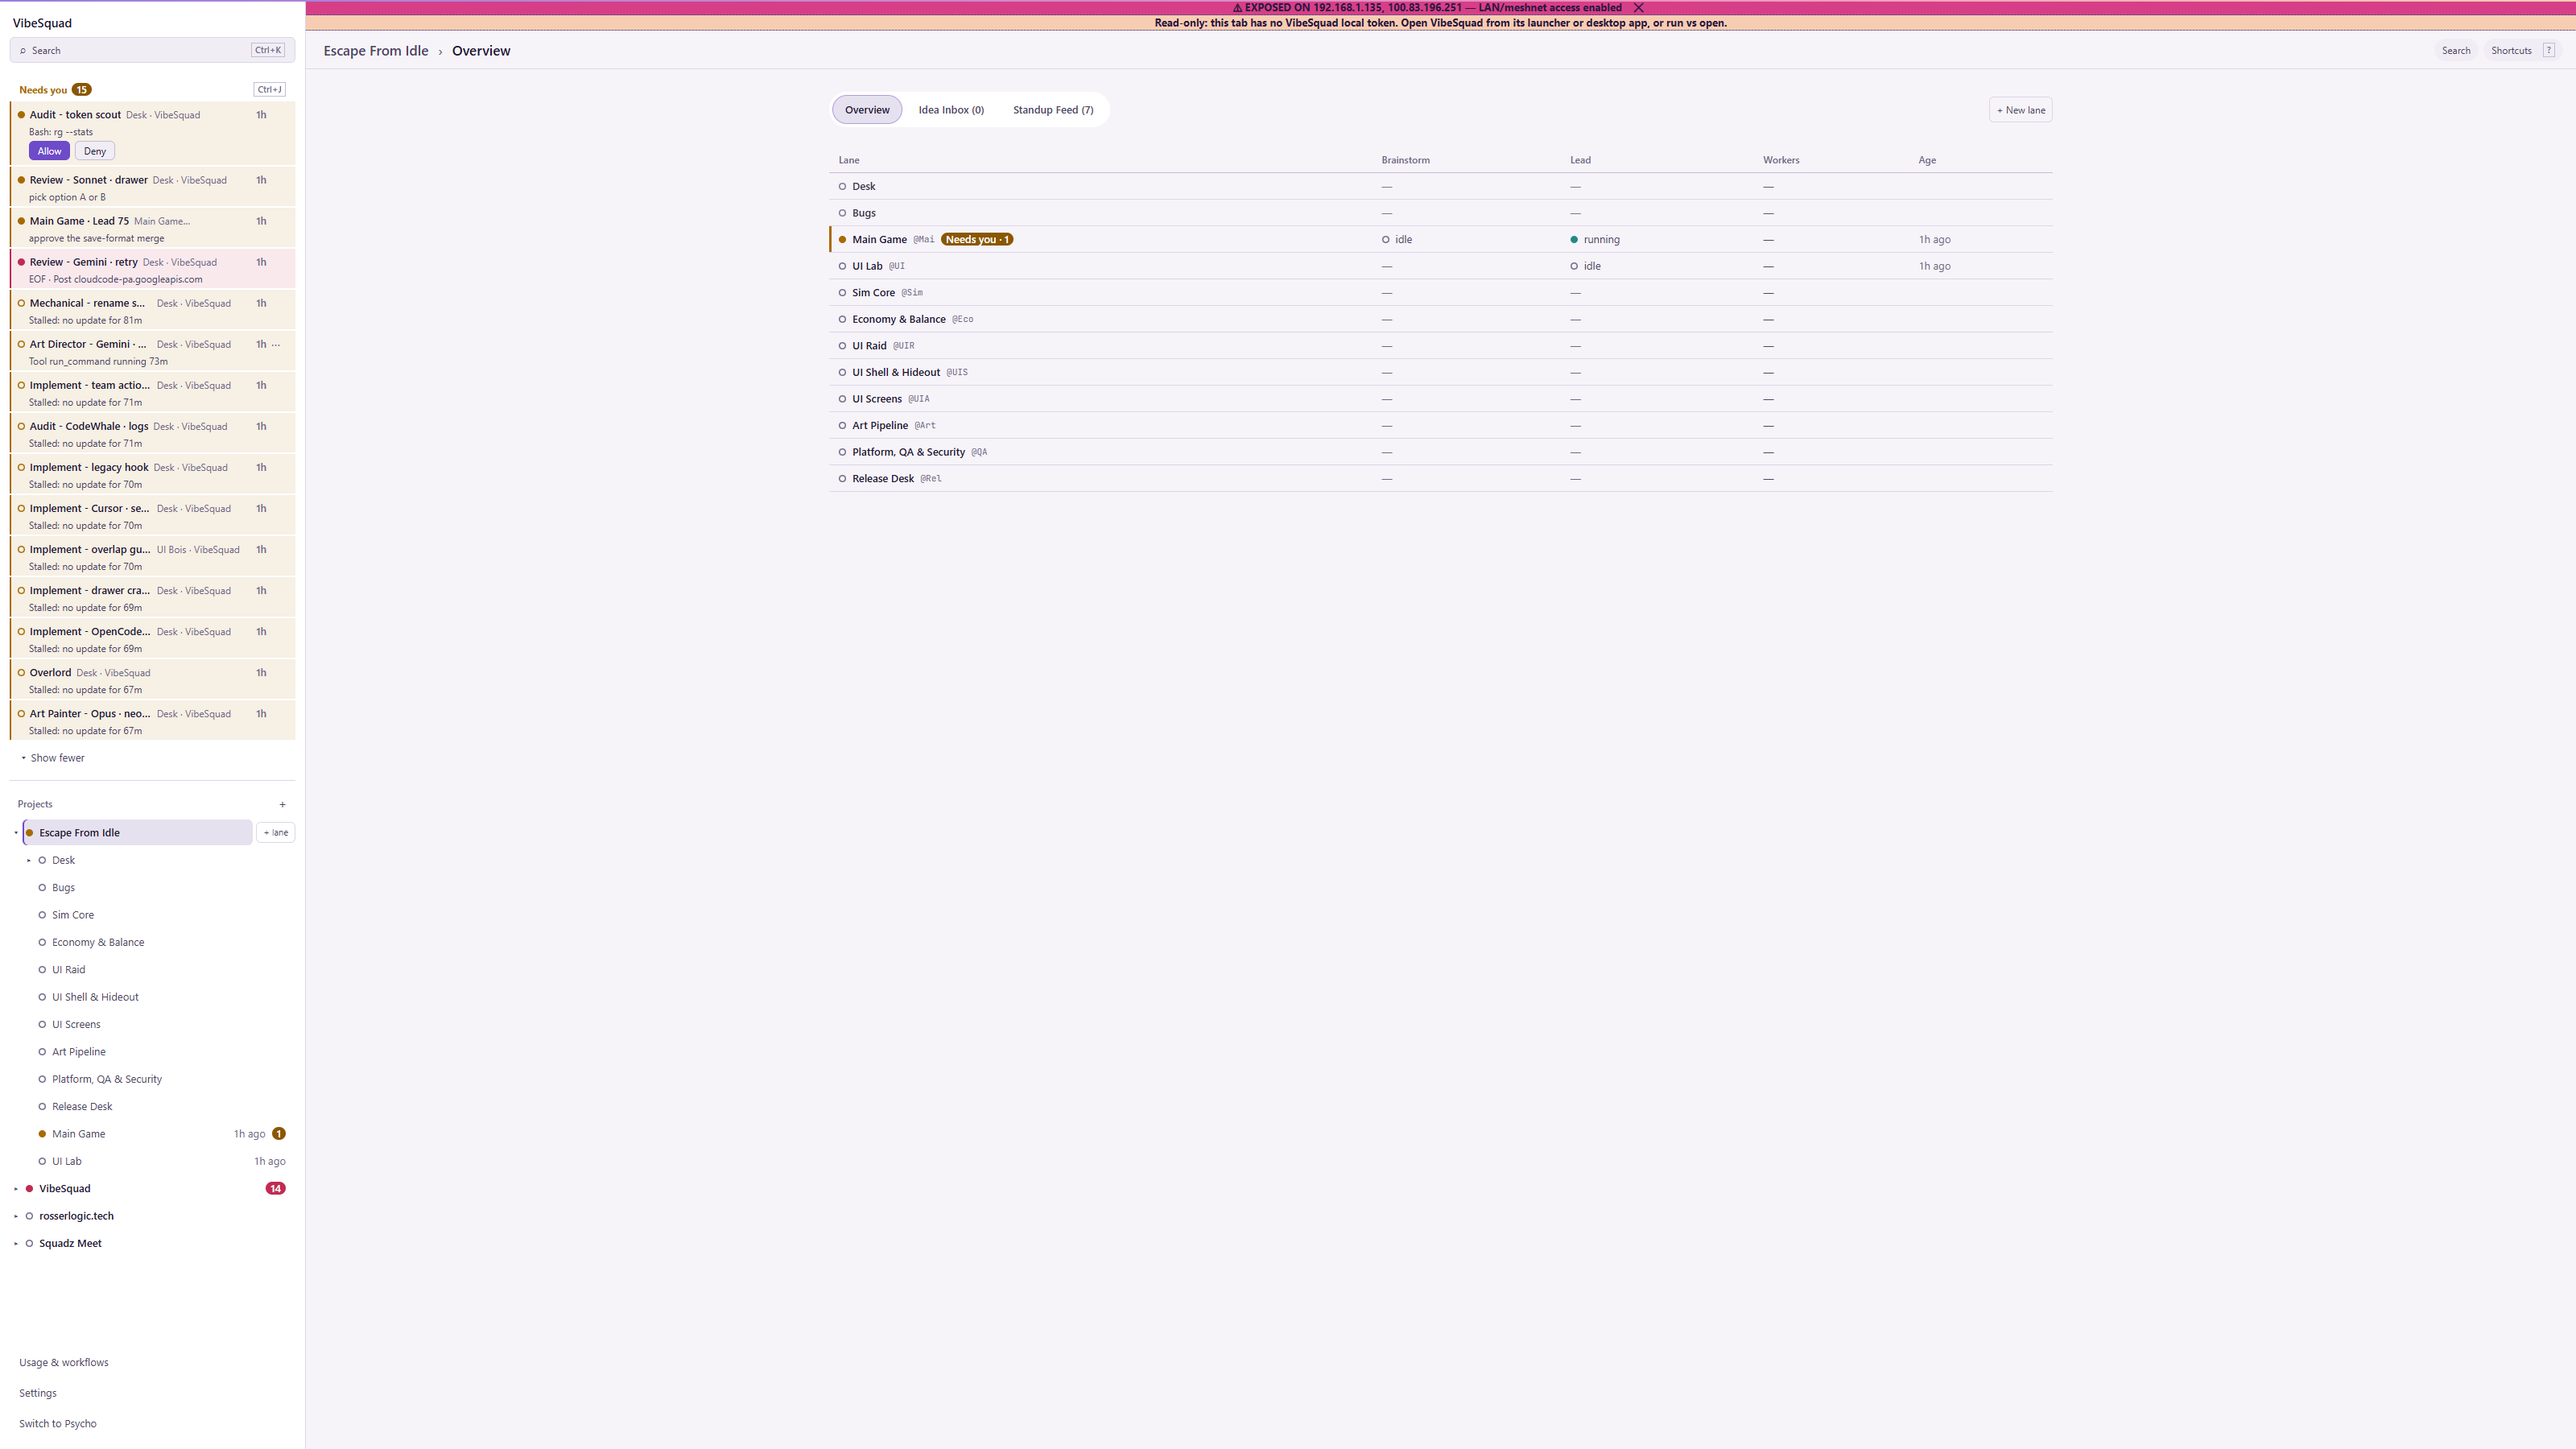 VibeSquad
Search Ctrl+K
Needs you 15 Ctrl+J
Audit - token scout Desk · VibeSquad 1h
Bash: rg --stats
Allow Deny
Review - Sonnet · drawer Desk · VibeSquad 1h
pick option A or B
Main Game · Lead 75 Main Game... 1h
approve the save-format merge
Review - Gemini · retry Desk · VibeSquad 1h
EOF · Post cloudcode-pa.googleapis.com
Mechanical - rename s... Desk · VibeSquad 1h
Stalled: no update for 81m
Art Director - Gemini · ... Desk · VibeSquad 1h ...
Tool run_command running 73m
Implement - team actio... Desk · VibeSquad 1h
Stalled: no update for 71m
Audit - CodeWhale · logs Desk · VibeSquad 1h
Stalled: no update for 71m
Implement - legacy hook Desk · VibeSquad 1h
Stalled: no update for 70m
Implement - Cursor · se... Desk · VibeSquad 1h
Stalled: no update for 70m
Implement - overlap gu... UI Bois · VibeSquad 1h
Stalled: no update for 70m
Implement - drawer cra... Desk · VibeSquad 1h
Stalled: no update for 69m
Implement - OpenCode... Desk · VibeSquad 1h
Stalled: no update for 69m
Overlord Desk · VibeSquad 1h
Stalled: no update for 67m
Art Painter - Opus · neo... Desk · VibeSquad 1h
Stalled: no update for 67m
Show fewer
Projects +
Escape From Idle + lane
Desk
Bugs
Sim Core
Economy & Balance
UI Raid
UI Shell & Hideout
UI Screens
Art Pipeline
Platform, QA & Security
Release Desk
Main Game 1h ago 1
UI Lab 1h ago
VibeSquad 14
rosserlogic.tech
Squadz Meet
Usage & workflows
Settings
Switch to Psycho
⚠ EXPOSED ON 192.168.1.135, 100.83.196.251 — LAN/meshnet access enabled
Read-only: this tab has no VibeSquad local token. Open VibeSquad from its launcher or desktop app, or run vs open.
Escape From Idle › Overview Search Shortcuts ?
Overview Idea Inbox (0) Standup Feed (7) + New lane
Lane Brainstorm Lead Workers Age
Desk — — —
Bugs — — —
Main Game @Mai Needs you · 1 idle running — 1h ago
UI Lab @UI — idle — 1h ago
Sim Core @Sim — — —
Economy & Balance @Eco — — —
UI Raid @UIR — — —
UI Shell & Hideout @UIS — — —
UI Screens @UIA — — —
Art Pipeline @Art — — —
Platform, QA & Security @QA — — —
Release Desk @Rel — — —